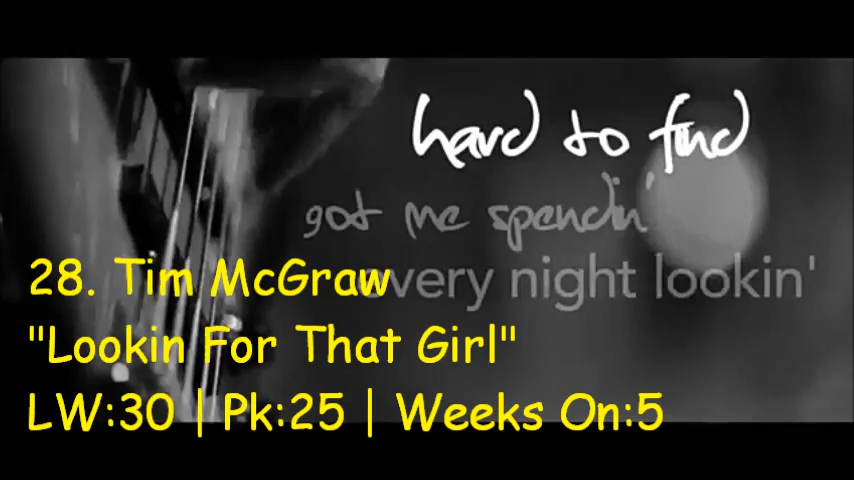 hard to find
got me spendin'
every night lookin'
28. Tim McGraw
"Lookin For That Girl"
LW:30 | Pk:25 | Weeks On:5